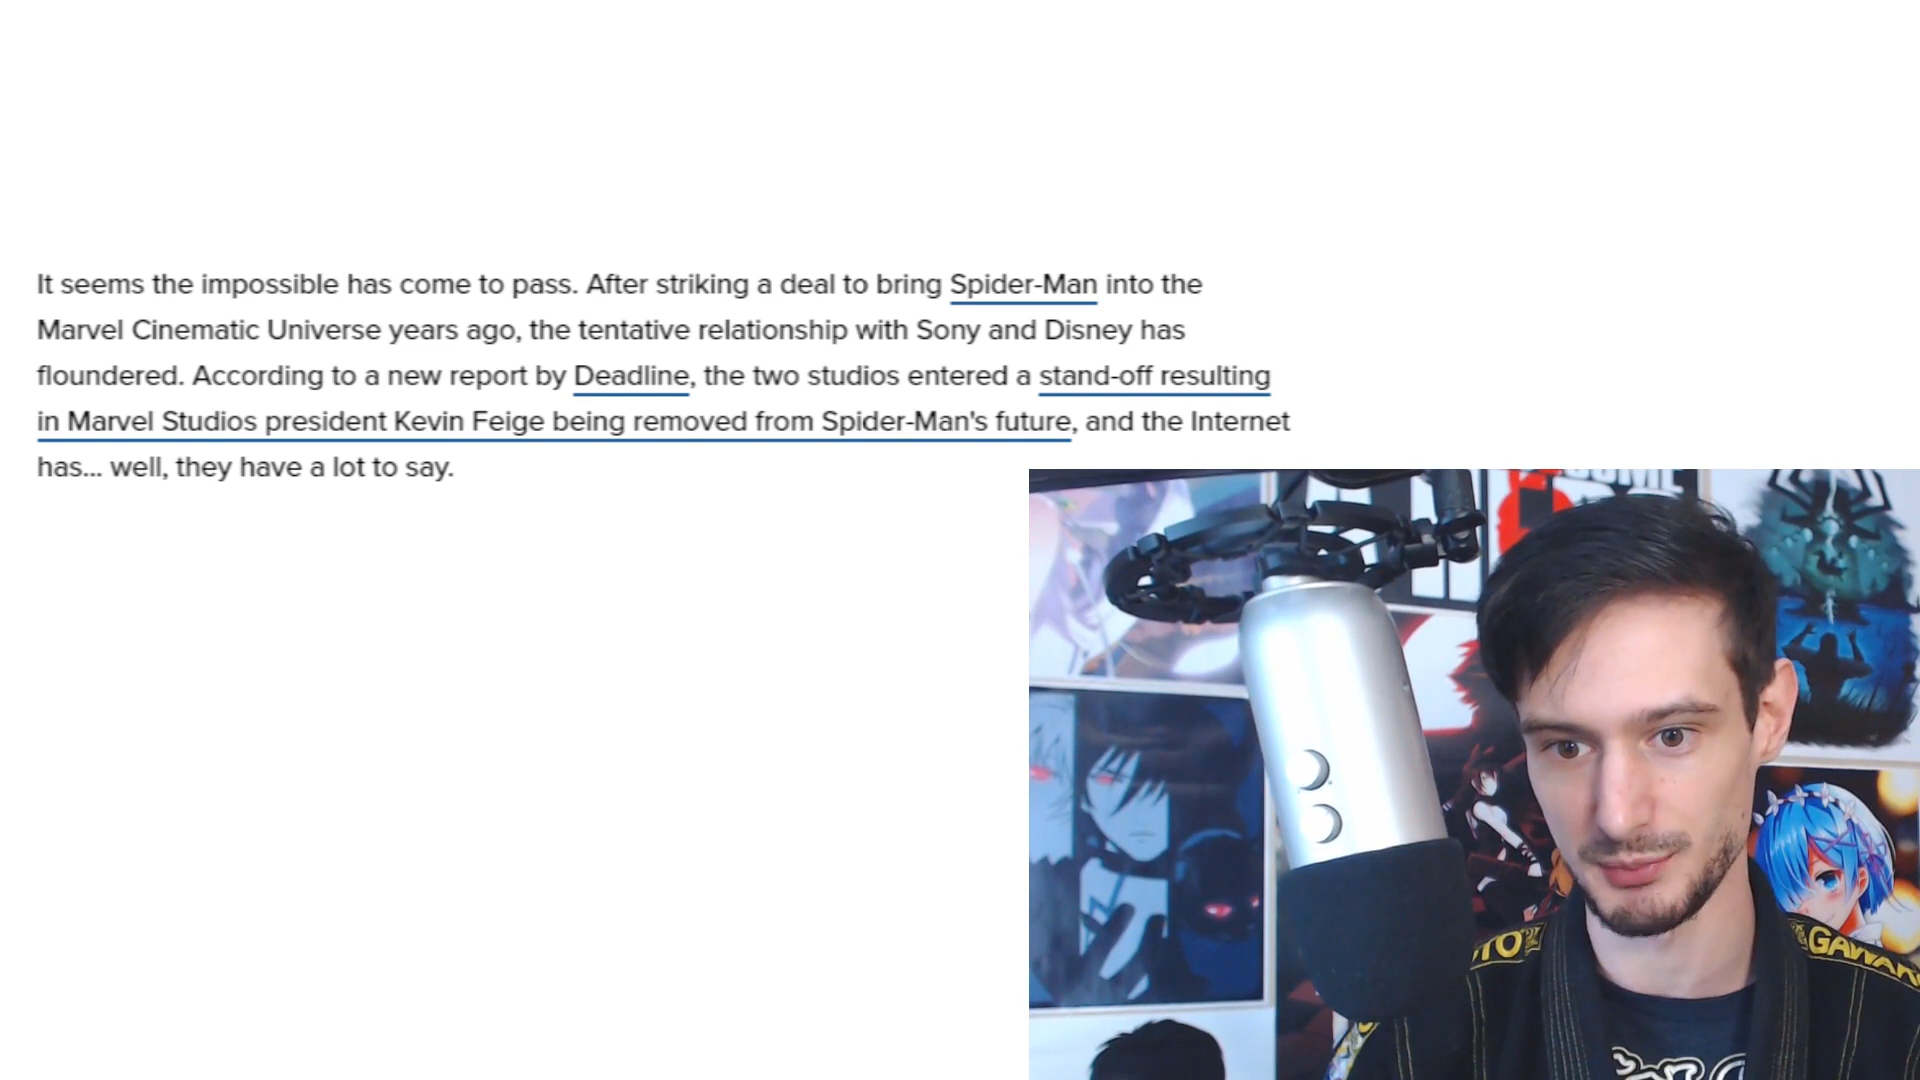 It seems the impossible has come to pass. After striking a deal to bring Spider-Man into the
Marvel Cinematic Universe years ago, the tentative relationship with Sony and Disney has
floundered. According to a new report by Deadline, the two studios entered a stand-off resulting
in Marvel Studios president Kevin Feige being removed from Spider-Man's future, and the Internet
has... well, they have a lot to say.